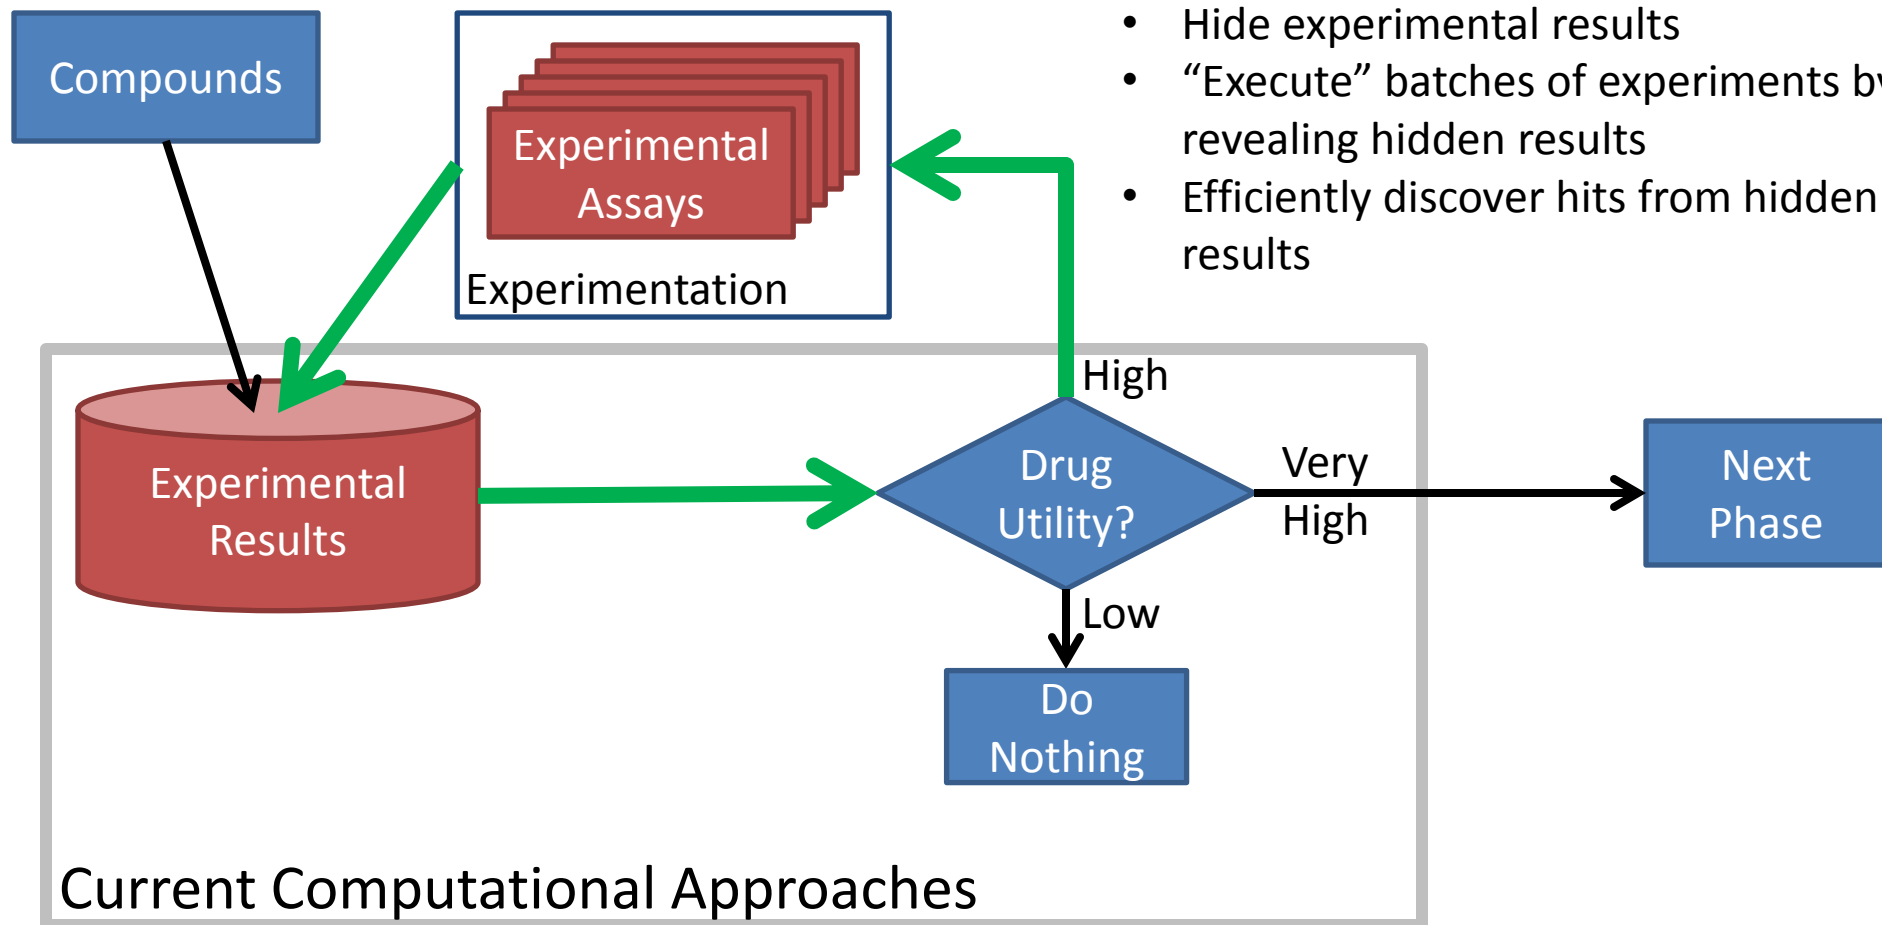 Compounds
Experimental
Assays
Experimentation
• Hide experimental results
• “Execute” batches of experiments by
revealing hidden results
• Efficiently discover hits from hidden
results
High
Experimental
Results
Drug
Utility?
Very
High
Next
Phase
Low
Do
Nothing
Current Computational Approaches